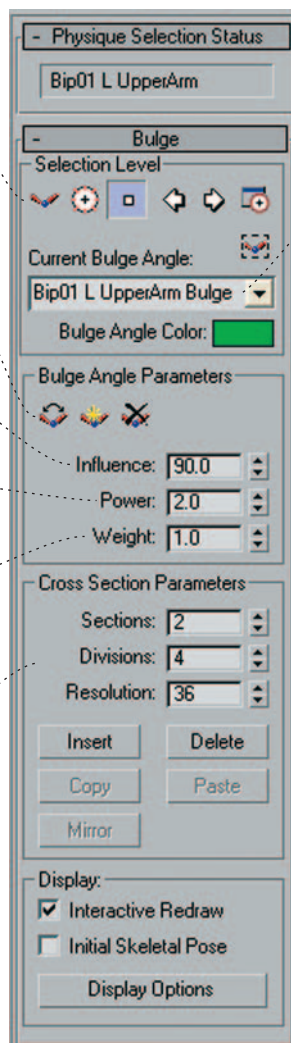 - Physique Selection Status
Bip01 L UpperArm
- Bulge
Selection Level
Current Bulge Angle:
Bip01 L UpperArm Bulge
Bulge Angle Color:
Bulge Angle Parameters
Influence: 90.0
Power: 2.0
Weight: 1.0
Cross Section Parameters
Sections: 2
Divisions: 4
Resolution: 36
Insert Delete
Copy Paste
Mirror
Display:
Interactive Redraw
Initial Skeletal Pose
Display Options